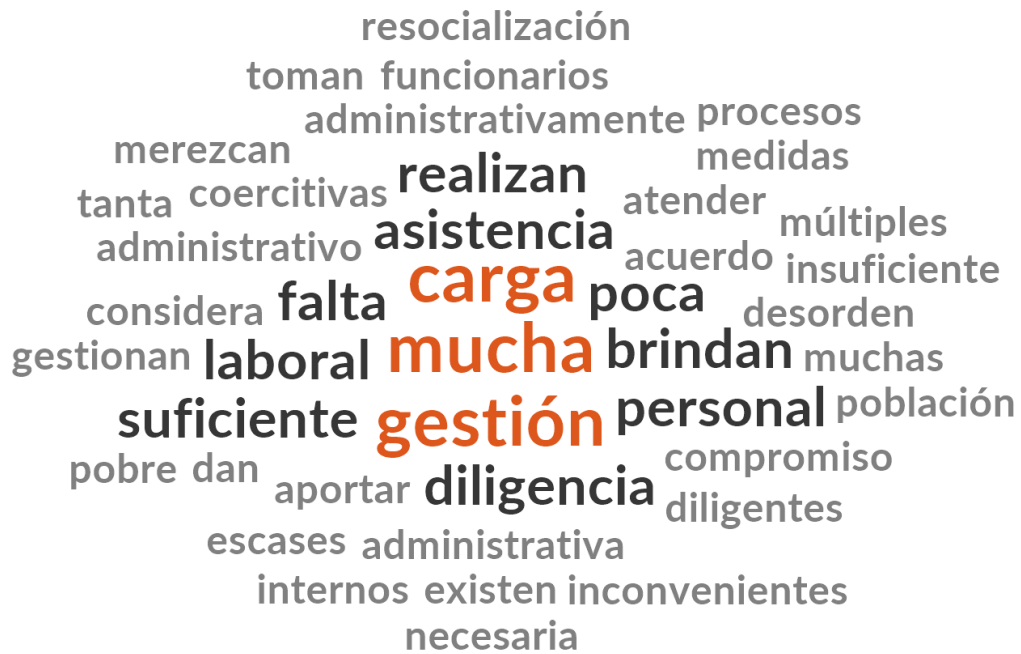 resocialización
toman funcionarios
administrativamente procesos
merezcan realizan medidas
tanta coercitivas atender
administrativo asistencia múltiples
carga acuerdo insuficiente
considera falta poca desorden
gestionan laboral mucha brindan muchas
suficiente gestión personal población
pobre dan compromiso
aportar diligencia diligentes
escases administrativa
internos existen inconvenientes
necesaria